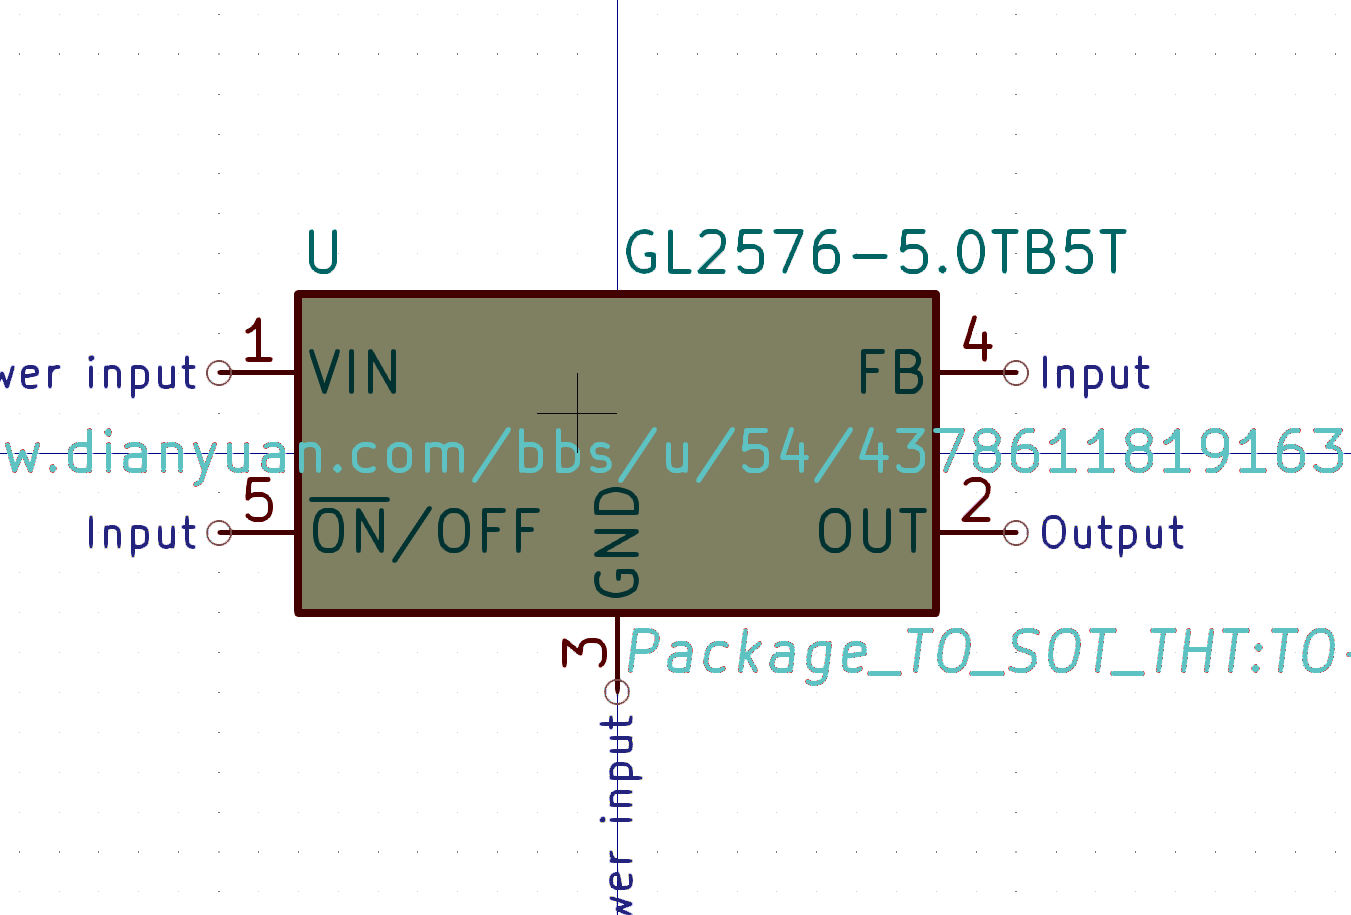 U GL2576-5.0TB5T
1 4
wer input VIN FB Input
w.dianyuan.com/bbs/u/54/4378611819163
5 2
Input ON/OFF GND OUT Output
3 Package_TO_SOT_THT:TO-
wer input